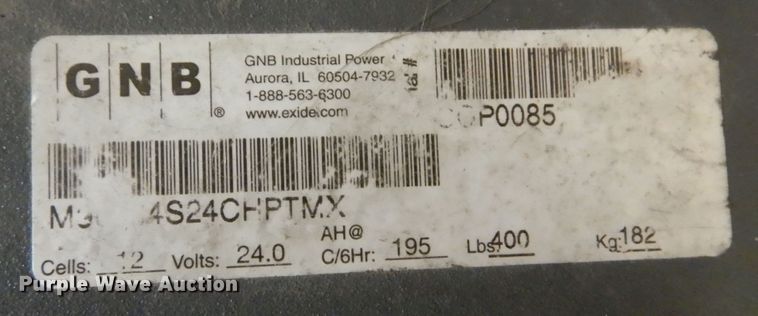 GNB®
GNB Industrial Power
Aurora, IL 60504-7932
1-888-563-6300
www.exide.com
#
P0085
4S24CHPTMX
Cells: 12 Volts: 24.0 AH@ C/6Hr: 195 Lbs: 400 Kg: 182
Purple Wave Auction